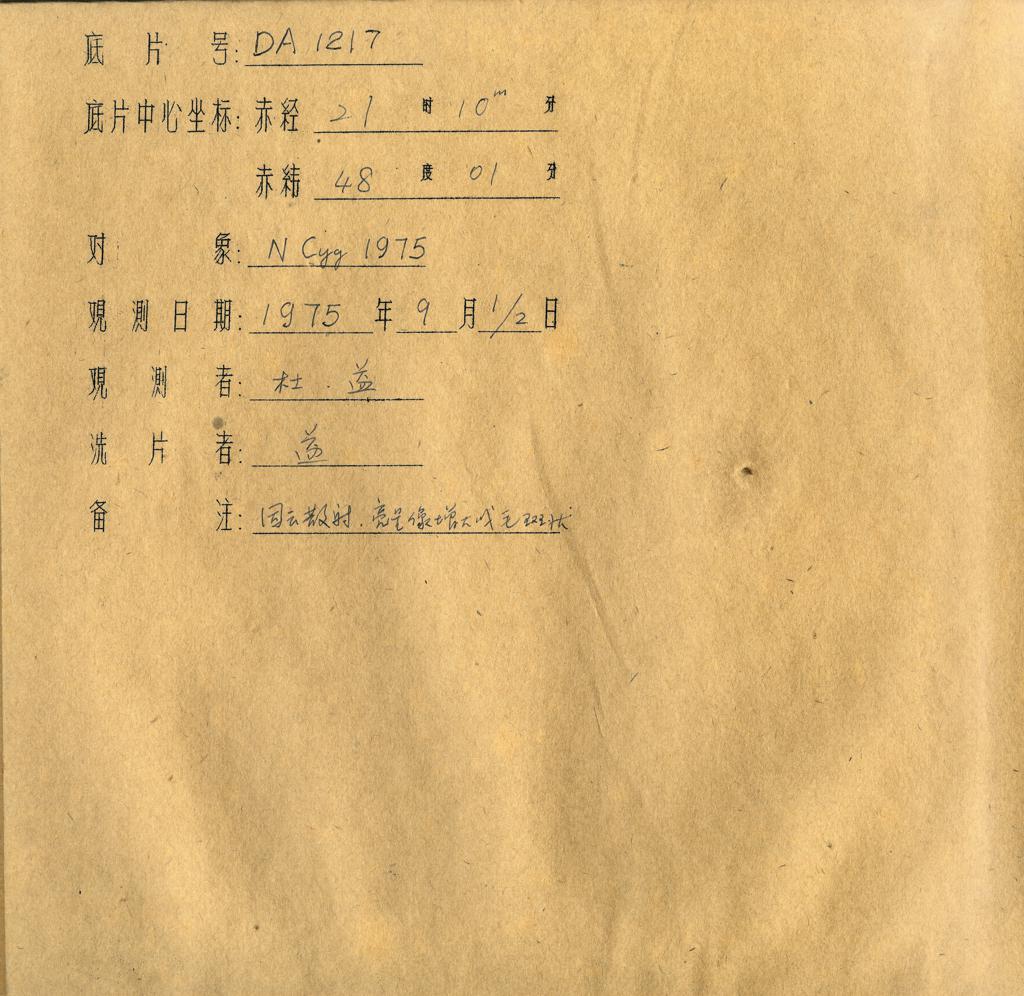 底片号: DA 1217
底片中心坐标: 赤经 21 时 10ᵐ 分
赤纬 48 度 01 分
对象: N Cyg 1975
观测日期: 1975 年 9 月 1/2 日
观测者: 杜.益
洗片者: 益
备注: 因云散射.亮星像增大成毛斑状